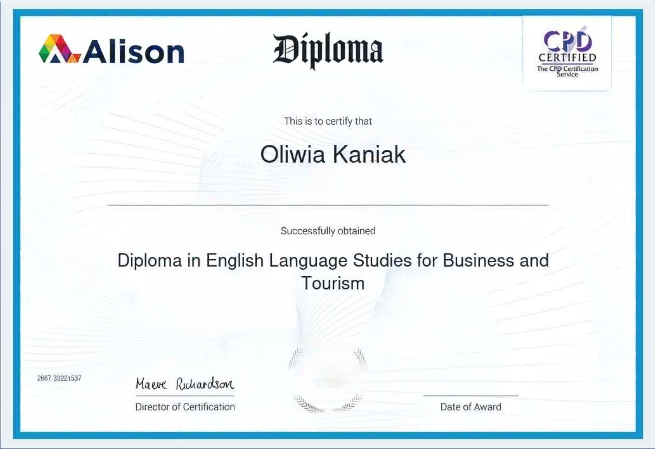 Alison
Diploma
CPD
CERTIFIED
The CPD Certification
Service
This is to certify that
Oliwia Kaniak
Successfully obtained
Diploma in English Language Studies for Business and
Tourism
2667-33221537
Maeve Richardson
Director of Certification
Date of Award